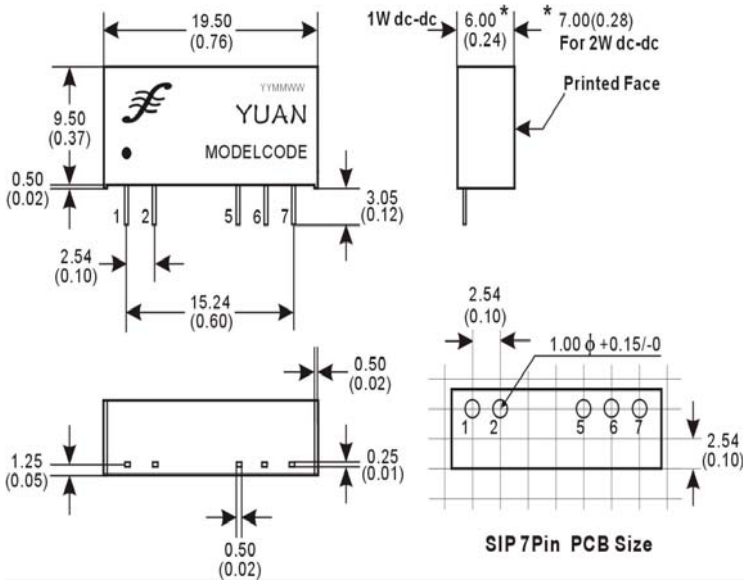 19.50
(0.76)
1W dc-dc
6.00 *
(0.24)
* 7.00(0.28)
For 2W dc-dc
Printed Face
9.50
(0.37)
YYMMWW
YUAN
MODELCODE
0.50
(0.02)
1 2 5 6 7
3.05
(0.12)
2.54
(0.10)
15.24
(0.60)
2.54
(0.10)
1.00 ϕ +0.15/-0
0.50
(0.02)
1 2 5 6 7
1.25
(0.05)
0.25
(0.01)
2.54
(0.10)
0.50
(0.02)
SIP 7Pin PCB Size